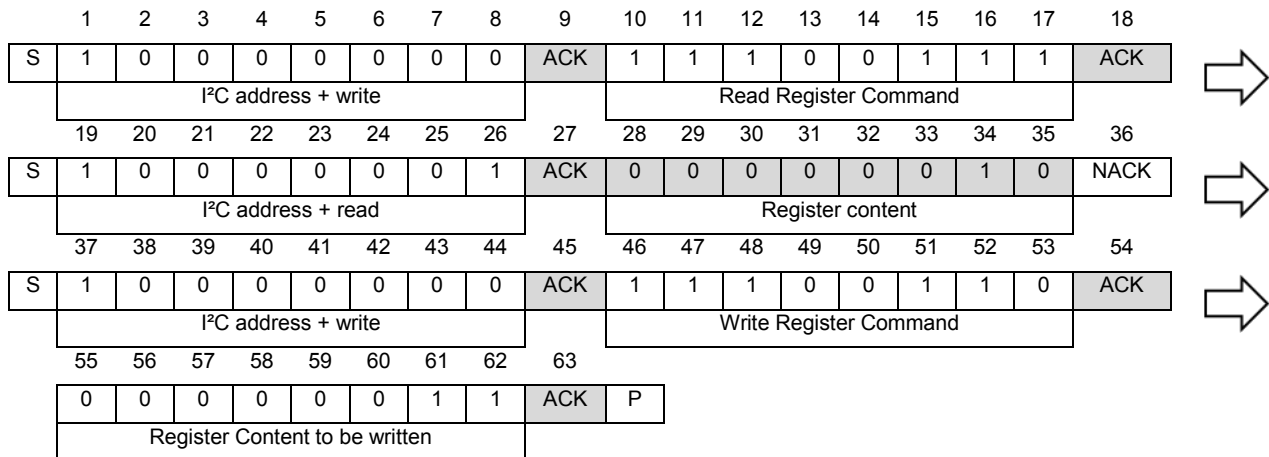 1 2 3 4 5 6 7 8 9 10 11 12 13 14 15 16 17 18
S 1 0 0 0 0 0 0 0 ACK 1 1 1 0 0 1 1 1 ACK
I²C address + write Read Register Command
19 20 21 22 23 24 25 26 27 28 29 30 31 32 33 34 35 36
S 1 0 0 0 0 0 0 1 ACK 0 0 0 0 0 0 1 0 NACK
I²C address + read Register content
37 38 39 40 41 42 43 44 45 46 47 48 49 50 51 52 53 54
S 1 0 0 0 0 0 0 0 ACK 1 1 1 0 0 1 1 0 ACK
I²C address + write Write Register Command
55 56 57 58 59 60 61 62 63
0 0 0 0 0 0 1 1 ACK P
Register Content to be written